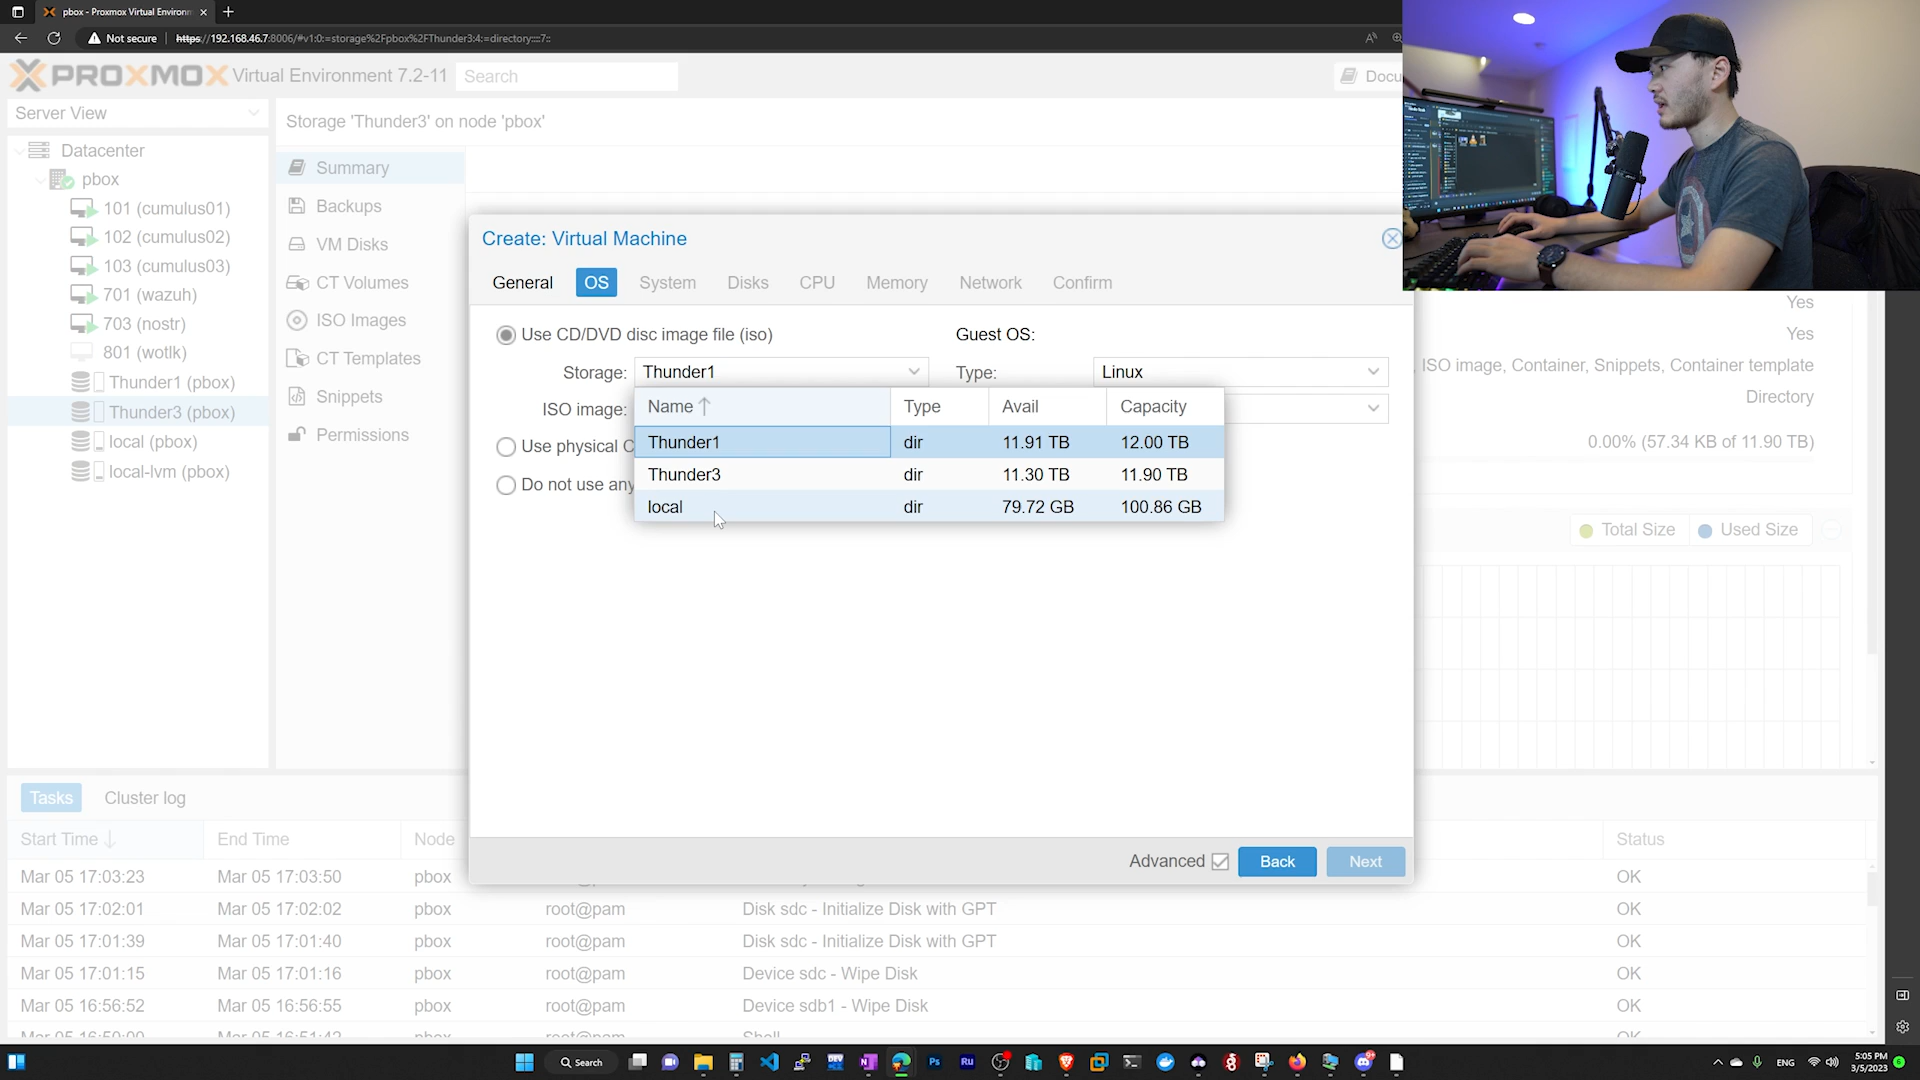 pbox - Proxmox Virtual Environm
Not secure
https://192.168.46.7:8006/#v1:0:=storage%2Fpbox%2FThunder3:4:=directory::::7::
PROXMOX Virtual Environment 7.2-11
Search
Docu
Server View
Storage 'Thunder3' on node 'pbox'
Datacenter
pbox
101 (cumulus01)
102 (cumulus02)
103 (cumulus03)
701 (wazuh)
703 (nostr)
801 (wotlk)
Thunder1 (pbox)
Thunder3 (pbox)
local (pbox)
local-lvm (pbox)
Summary
Backups
VM Disks
CT Volumes
ISO Images
CT Templates
Snippets
Permissions
Create: Virtual Machine
General OS System Disks CPU Memory Network Confirm
Use CD/DVD disc image file (iso)
Guest OS:
Storage: Thunder1
Type: Linux
ISO image:
Use physical C
Do not use any
Name Type Avail Capacity
Thunder1 dir 11.91 TB 12.00 TB
Thunder3 dir 11.30 TB 11.90 TB
local dir 79.72 GB 100.86 GB
Advanced Back Next
Yes
Yes
, ISO image, Container, Snippets, Container template
Directory
0.00% (57.34 KB of 11.90 TB)
Total Size Used Size
Tasks Cluster log
Start Time End Time Node Status
Mar 05 17:03:23 Mar 05 17:03:50 pbox OK
Mar 05 17:02:01 Mar 05 17:02:02 pbox root@pam Disk sdc - Initialize Disk with GPT OK
Mar 05 17:01:39 Mar 05 17:01:40 pbox root@pam Disk sdc - Initialize Disk with GPT OK
Mar 05 17:01:15 Mar 05 17:01:16 pbox root@pam Device sdc - Wipe Disk OK
Mar 05 16:56:52 Mar 05 16:56:55 pbox root@pam Device sdb1 - Wipe Disk OK
Search
ENG
5:05 PM
3/5/2023